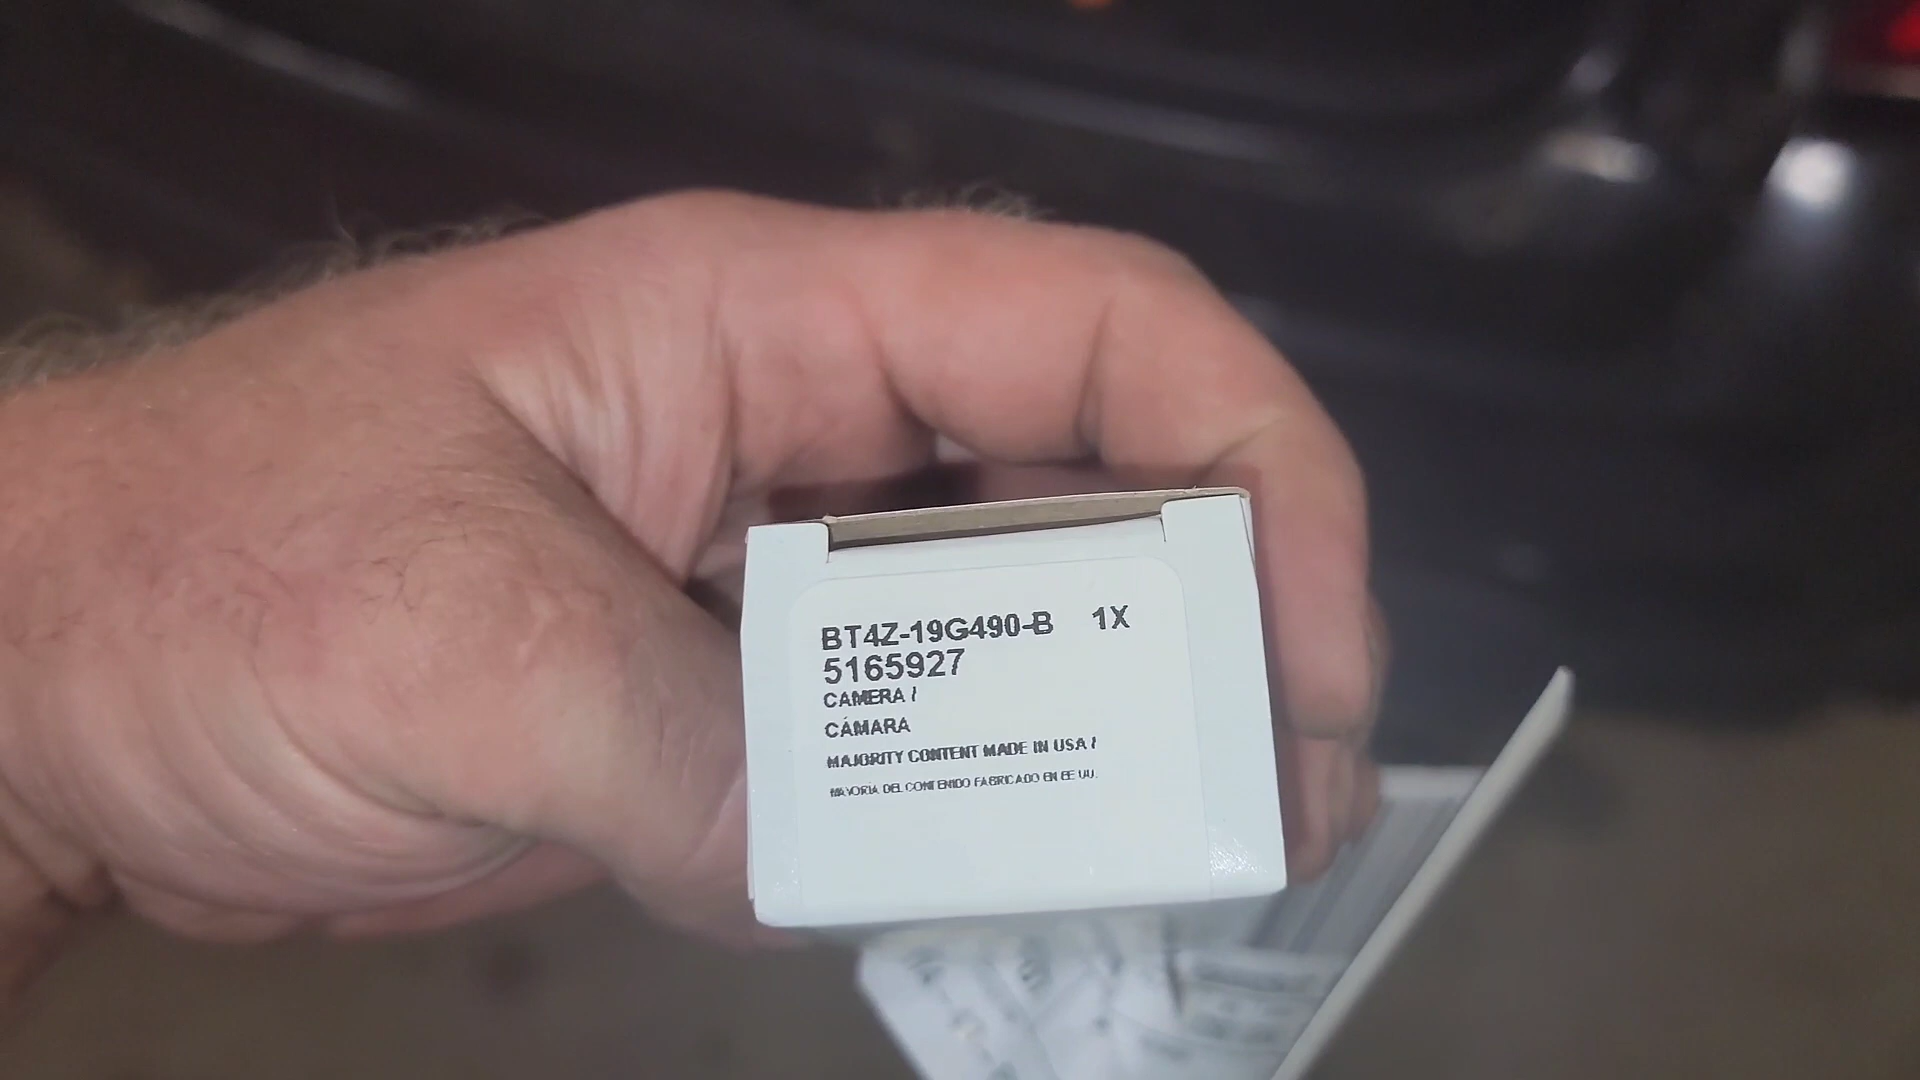 BT4Z-19G490-B 1X
5165927
CAMERA /
CÁMARA
MAJORITY CONTENT MADE IN USA /
MAYORÍA DEL CONTENIDO FABRICADO EN EE UU.